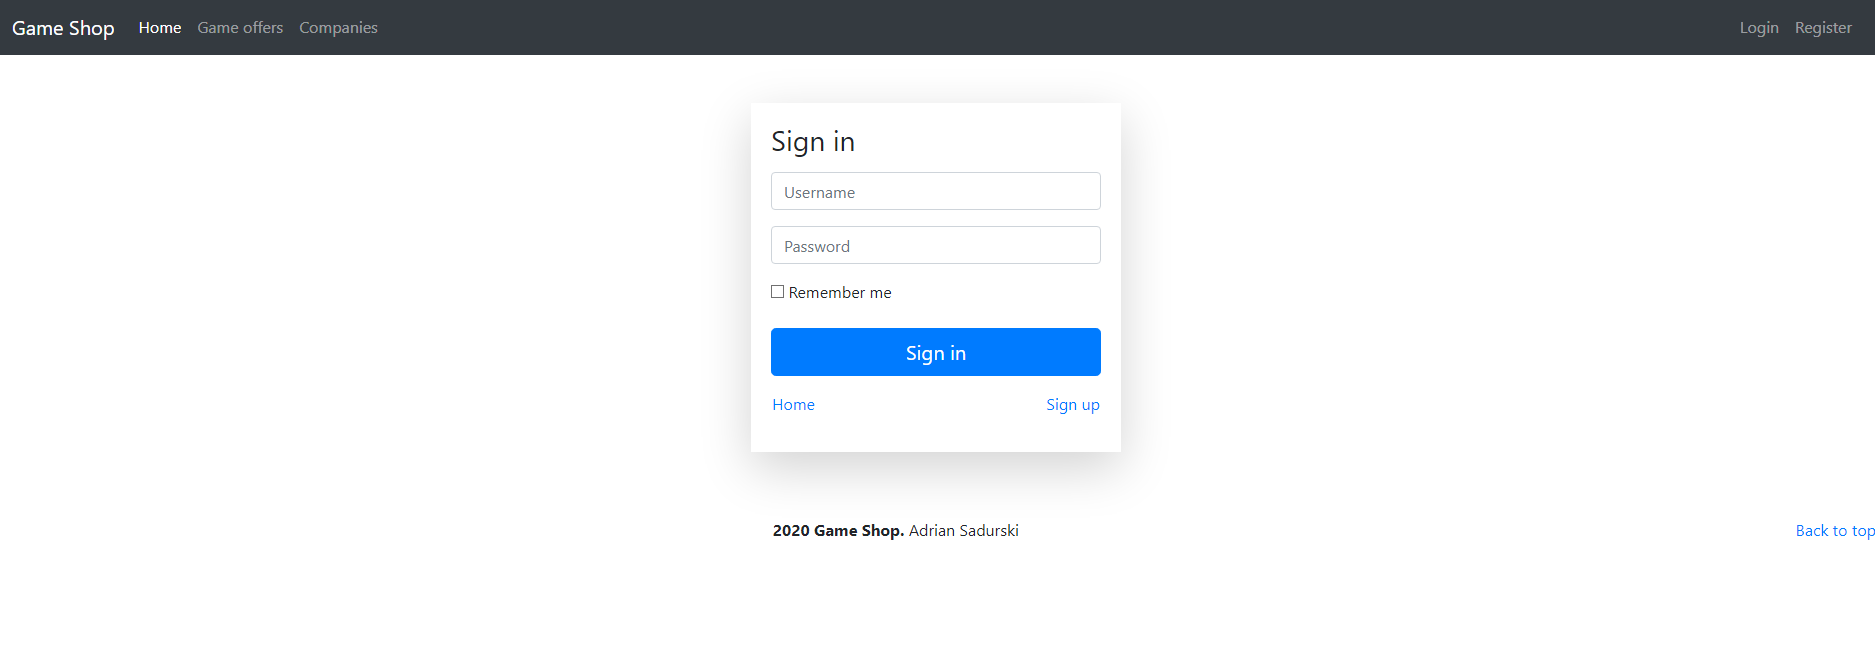 Game Shop Home Game offers Companies Login Register
Sign in
Username
Password
Remember me
Sign in
Home Sign up
2020 Game Shop. Adrian Sadurski Back to top